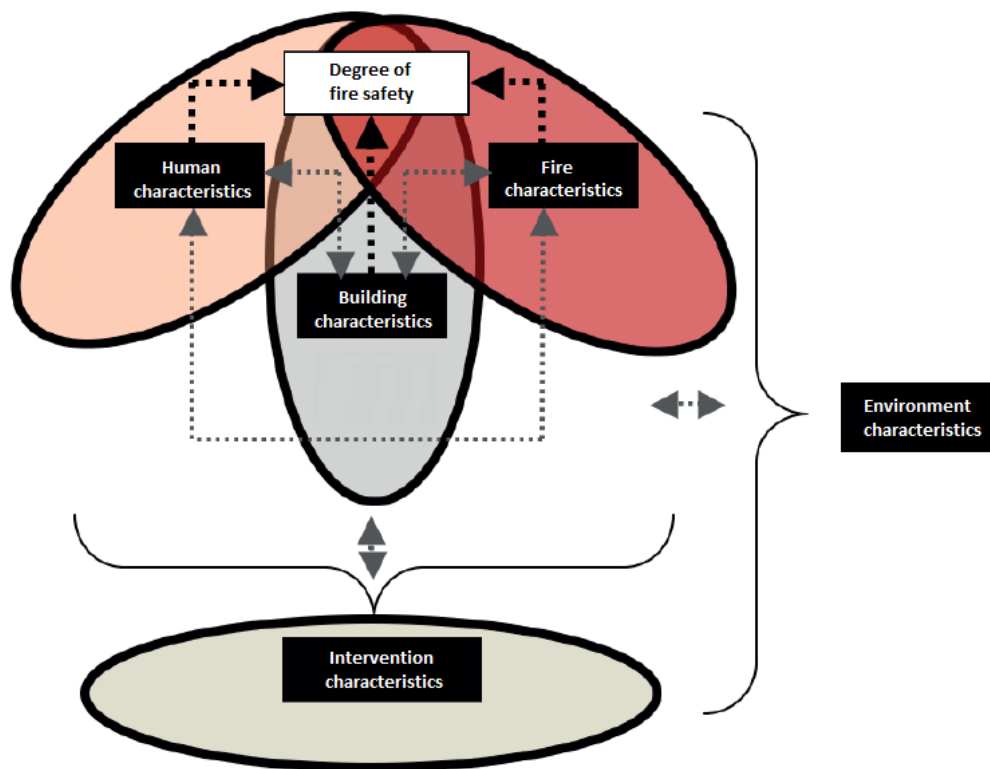 Degree of
fire safety
Human
characteristics
Fire
characteristics
Building
characteristics
Environment
characteristics
Intervention
characteristics